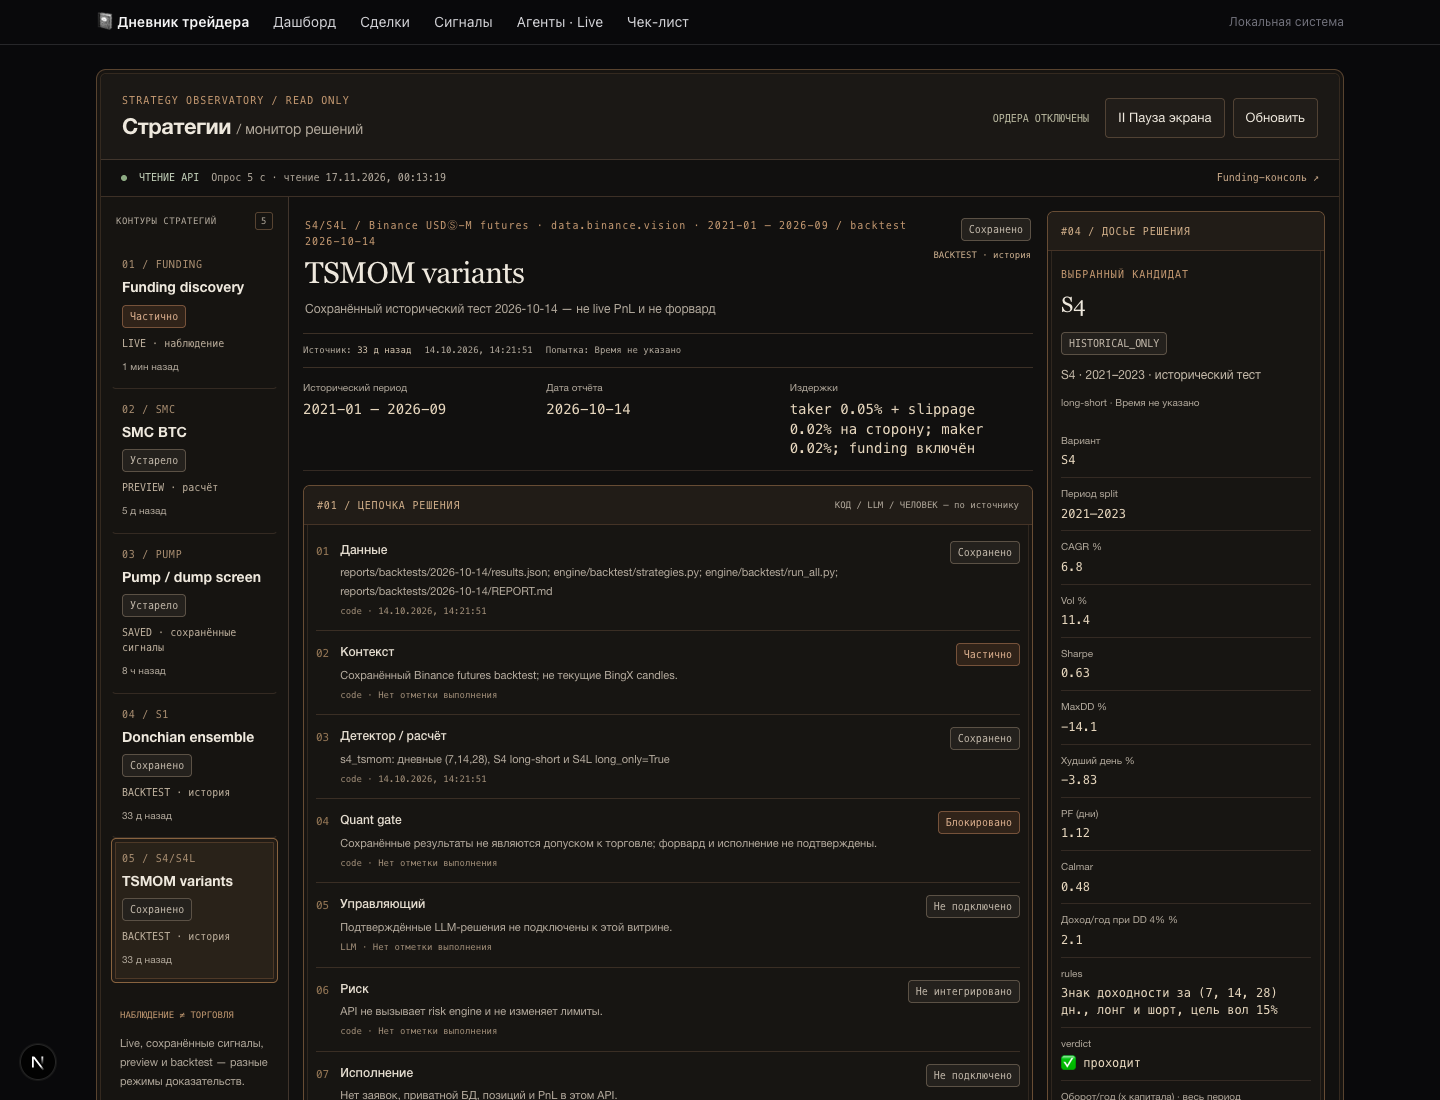 Дневник трейдера Дашборд Сделки Сигналы Агенты · Live Чек-лист Локальная система
STRATEGY OBSERVATORY / READ ONLY
Стратегии / монитор решений
ОРДЕРА ОТКЛЮЧЕНЫ
II Пауза экрана
Обновить
ЧТЕНИЕ API Опрос 5 с · чтение 17.11.2026, 00:13:19
Funding-консоль ↗
КОНТУРЫ СТРАТЕГИЙ 5
01 / FUNDING
Funding discovery
Частично
LIVE · наблюдение
1 мин назад
02 / SMC
SMC BTC
Устарело
PREVIEW · расчёт
5 д назад
03 / PUMP
Pump / dump screen
Устарело
SAVED · сохранённые
сигналы
8 ч назад
04 / S1
Donchian ensemble
Сохранено
BACKTEST · история
33 д назад
05 / S4/S4L
TSMOM variants
Сохранено
BACKTEST · история
33 д назад
НАБЛЮДЕНИЕ ≠ ТОРГОВЛЯ
Live, сохранённые сигналы,
preview и backtest — разные
режимы доказательств.
S4/S4L / Binance USDⓈ-M futures · data.binance.vision · 2021-01 — 2026-09 / backtest
2026-10-14
Сохранено
BACKTEST · история
TSMOM variants
Сохранённый исторический тест 2026-10-14 — не live PnL и не форвард
Источник: 33 д назад 14.10.2026, 14:21:51 Попытка: Время не указано
Исторический период
2021-01 — 2026-09
Дата отчёта
2026-10-14
Издержки
taker 0.05% + slippage
0.02% на сторону; maker
0.02%; funding включён
#01 / ЦЕПОЧКА РЕШЕНИЯ
КОД / LLM / ЧЕЛОВЕК — по источнику
01 Данные
Сохранено
reports/backtests/2026-10-14/results.json; engine/backtest/strategies.py; engine/backtest/run_all.py;
reports/backtests/2026-10-14/REPORT.md
code · 14.10.2026, 14:21:51
02 Контекст
Частично
Сохранённый Binance futures backtest; не текущие BingX candles.
code · Нет отметки выполнения
03 Детектор / расчёт
Сохранено
s4_tsmom: дневные (7,14,28), S4 long-short и S4L long_only=True
code · 14.10.2026, 14:21:51
04 Quant gate
Блокировано
Сохранённые результаты не являются допуском к торговле; форвард и исполнение не подтверждены.
code · Нет отметки выполнения
05 Управляющий
Не подключено
Подтверждённые LLM-решения не подключены к этой витрине.
LLM · Нет отметки выполнения
06 Риск
Не интегрировано
API не вызывает risk engine и не изменяет лимиты.
code · Нет отметки выполнения
07 Исполнение
Не подключено
Нет заявок, приватной БД, позиций и PnL в этом API.
#04 / ДОСЬЕ РЕШЕНИЯ
ВЫБРАННЫЙ КАНДИДАТ
S4
HISTORICAL_ONLY
S4 · 2021–2023 · исторический тест
long-short · Время не указано
Вариант
S4
Период split
2021–2023
CAGR %
6.8
Vol %
11.4
Sharpe
0.63
MaxDD %
-14.1
Худший день %
-3.83
PF (дни)
1.12
Calmar
0.48
Доход/год при DD 4% %
2.1
rules
Знак доходности за (7, 14, 28)
дн., лонг и шорт, цель вол 15%
verdict
✅ проходит
Оборот/год (х капитала) · весь период